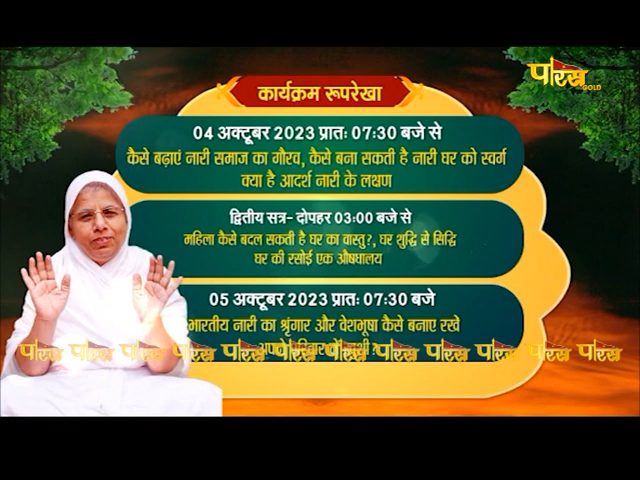 पारस
GOLD
कार्यक्रम रूपरेखा
04 अक्टूबर 2023 प्रातः 07:30 बजे से
कैसे बढ़ाएं नारी समाज का गौरव, कैसे बना सकती है नारी घर को स्वर्ग
क्या है आदर्श नारी के लक्षण
द्वितीय सत्र- दोपहर 03:00 बजे से
महिला कैसे बदल सकती है घर का वास्तु?, घर शुद्धि से सिद्धि
घर की रसोई एक औषधालय
05 अक्टूबर 2023 प्रातः 07:30 बजे
भारतीय नारी का श्रृंगार और वेशभूषा कैसे बनाए रखें
पारस पारस पारस पारस पारस पारस पारस पारस पारस पारस